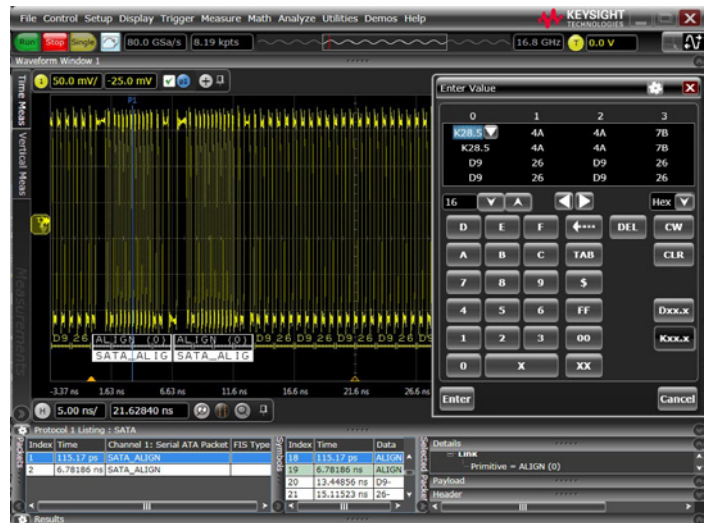 File Control Setup Display Trigger Measure Math Analyze Utilities Demos Help
KEYSIGHT
TECHNOLOGIES
Run Stop Single 80.0 GSa/s 8.19 kpts 16.8 GHz T 0.0 V
Waveform Window 1
Time Meas
Vertical Meas
Measurements
1 50.0 mV/ -25.0 mV
P1
D9 26 ALIGN (0) ALIGN (0) D9 26 D9 26 D9 26 D9 26 D9 26
SATA_ALIG SATA_ALIG
-3.37 ns 1.63 ns 6.63 ns 11.6 ns 16.6 ns 21.6 ns 26.6 ns
H 5.00 ns/ 21.62840 ns
Enter Value
0 1 2 3
K28.5 4A 4A 7B
K28.5 4A 4A 7B
D9 26 D9 26
D9 26 D9 26
16 Hex
D E F DEL CW
A B C TAB CLR
7 8 9 $
4 5 6 FF Dxx.x
1 2 3 00 Kxx.x
0 X XX
Enter Cancel
Protocol 1 Listing : SATA
Packets
Index Time Channel 1: Serial ATA Packet FIS Type
1 115.17 ps SATA_ALIGN
2 6.78186 ns SATA_ALIGN
Symbols
Index Time Data
18 115.17 ps ALIGN
19 6.78186 ns ALIGN
20 13.44856 ns D9-
21 15.11523 ns 26-
Selected Packet
Details
Link
Primitive = ALIGN (0)
Payload
Header
Results